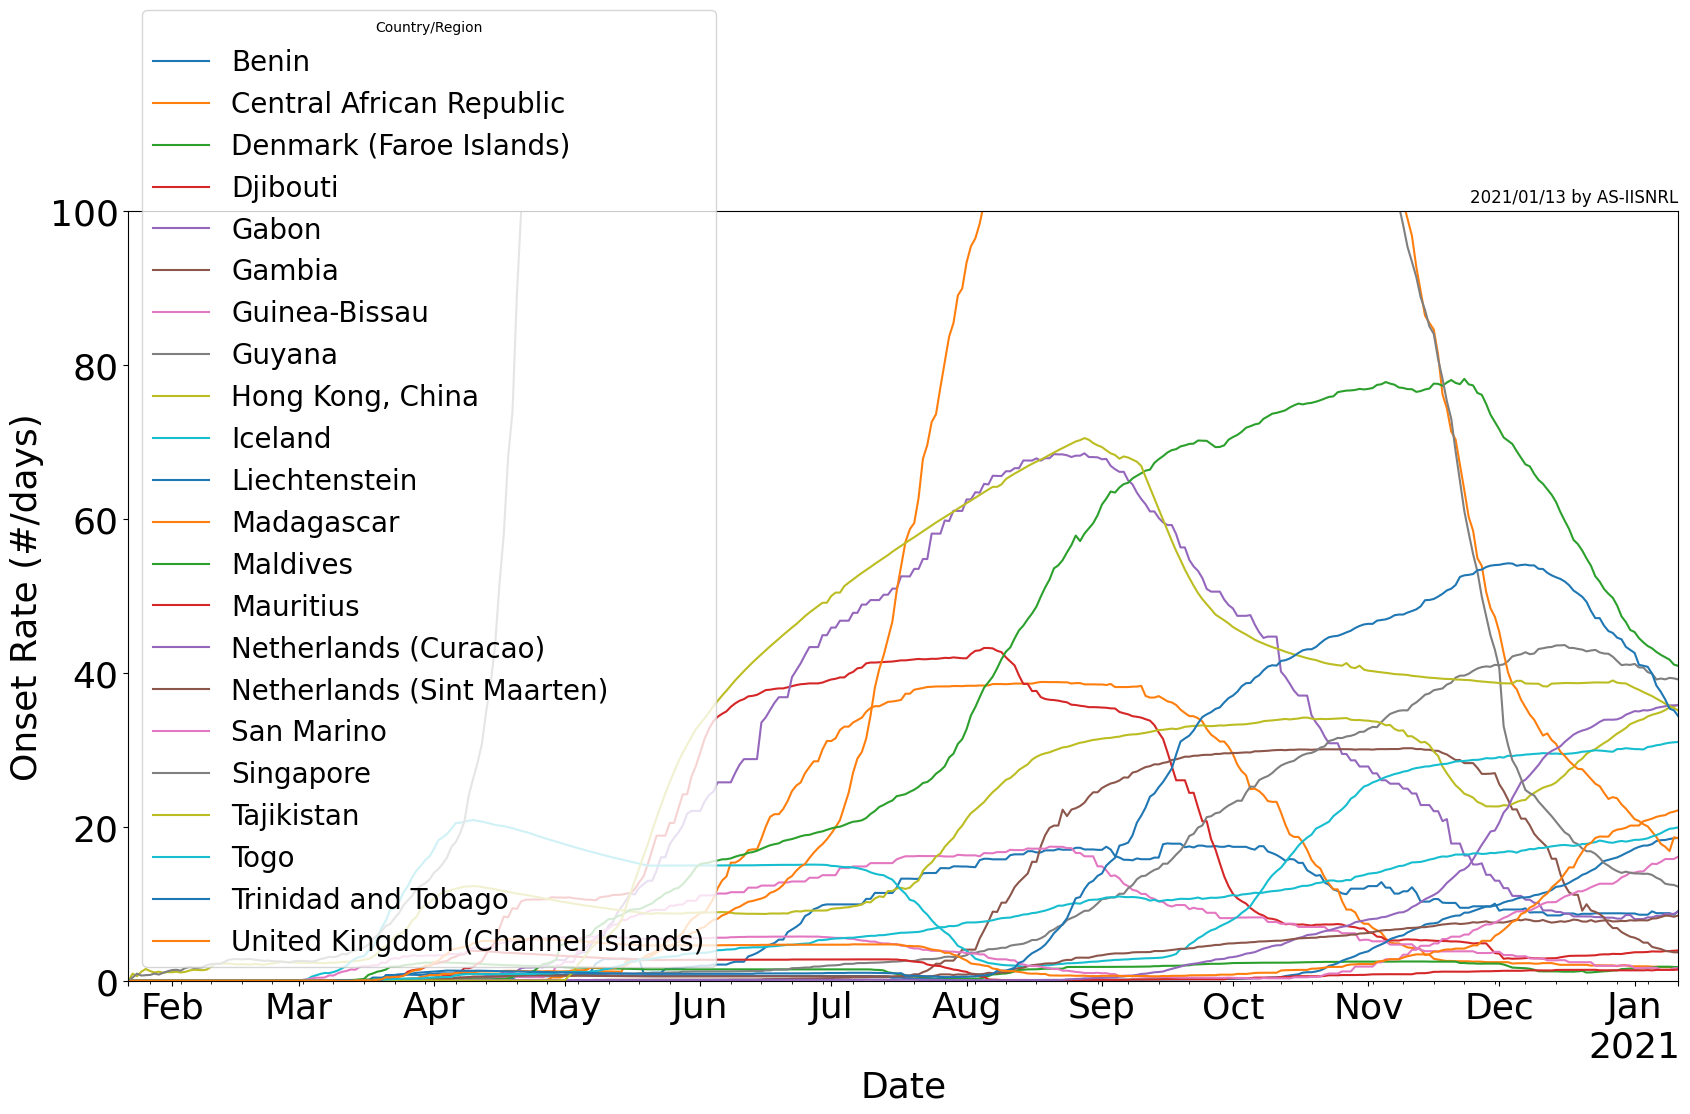 Country/Region
Benin
Central African Republic
Denmark (Faroe Islands)
Djibouti
Gabon
Gambia
Guinea-Bissau
Guyana
Hong Kong, China
Iceland
Liechtenstein
Madagascar
Maldives
Mauritius
Netherlands (Curacao)
Netherlands (Sint Maarten)
San Marino
Singapore
Tajikistan
Togo
Trinidad and Tobago
United Kingdom (Channel Islands)
2021/01/13 by AS-IISNRL
100
80
60
40
20
0
Onset Rate (#/days)
Feb Mar Apr May Jun Jul Aug Sep Oct Nov Dec Jan
2021
Date